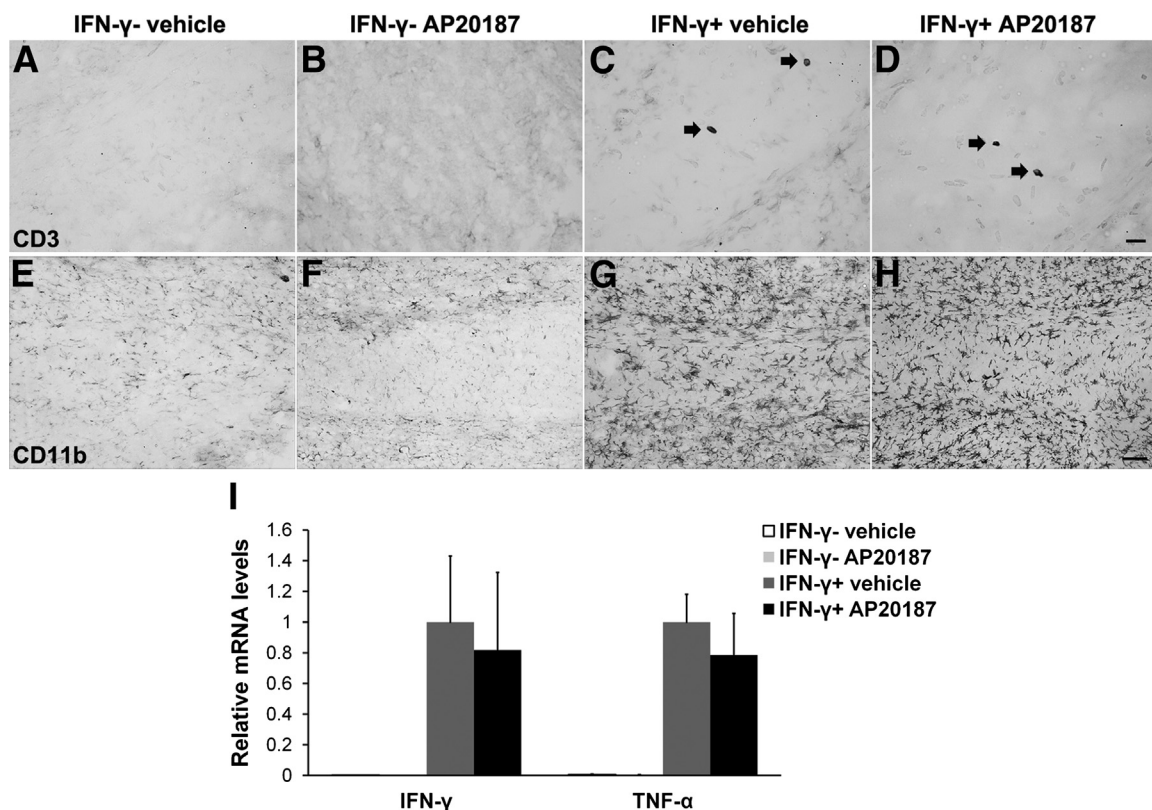 IFN-γ- vehicle IFN-γ- AP20187 IFN-γ+ vehicle IFN-γ+ AP20187
A B C D
CD3
E F G H
CD11b
I
Relative mRNA levels
1.6
1.4
1.2
1
0.8
0.6
0.4
0.2
0
IFN-γ TNF-α
IFN-γ- vehicle
IFN-γ- AP20187
IFN-γ+ vehicle
IFN-γ+ AP20187